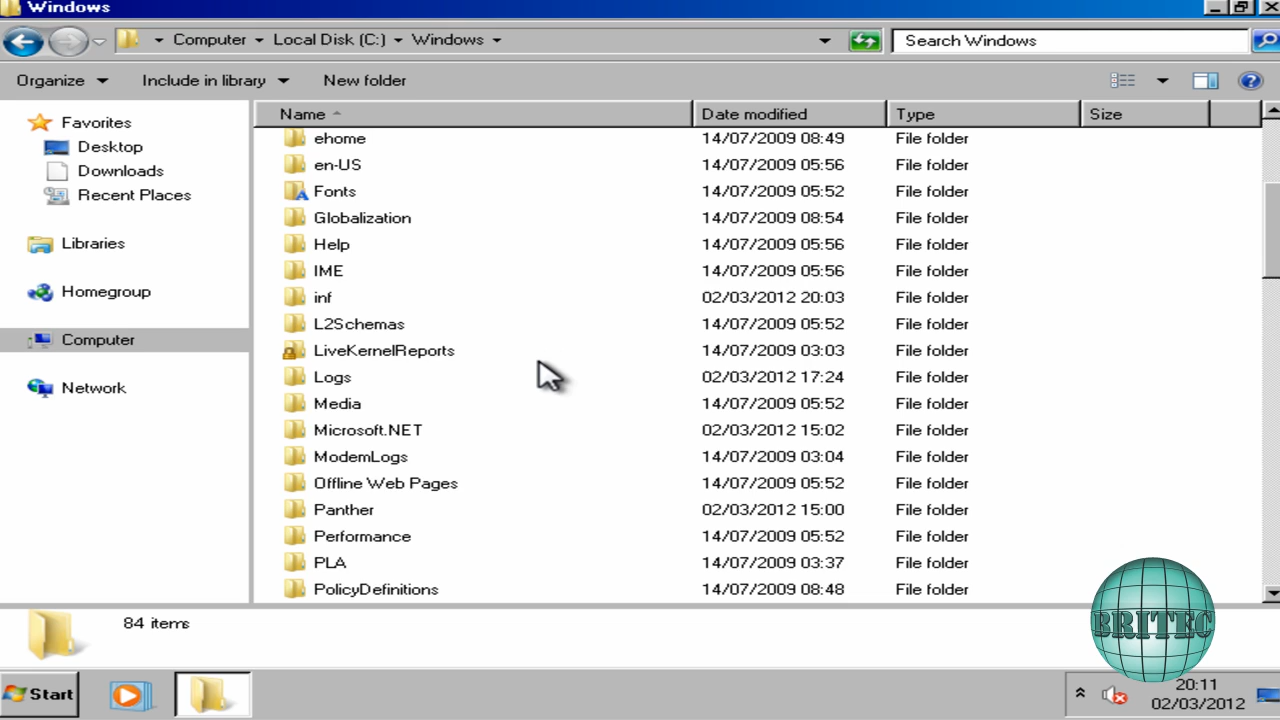 Windows
Computer Local Disk (C:) Windows Search Windows
Organize Include in library New folder
Name Date modified Type Size
Favorites
Desktop
Downloads
Recent Places
Libraries
Homegroup
Computer
Network
ehome 14/07/2009 08:49 File folder
en-US 14/07/2009 05:56 File folder
Fonts 14/07/2009 05:52 File folder
Globalization 14/07/2009 08:54 File folder
Help 14/07/2009 05:56 File folder
IME 14/07/2009 05:56 File folder
inf 02/03/2012 20:03 File folder
L2Schemas 14/07/2009 05:52 File folder
LiveKernelReports 14/07/2009 03:03 File folder
Logs 02/03/2012 17:24 File folder
Media 14/07/2009 05:52 File folder
Microsoft.NET 02/03/2012 15:02 File folder
ModemLogs 14/07/2009 03:04 File folder
Offline Web Pages 14/07/2009 05:52 File folder
Panther 02/03/2012 15:00 File folder
Performance 14/07/2009 05:52 File folder
PLA 14/07/2009 03:37 File folder
PolicyDefinitions 14/07/2009 08:48 File folder
84 items
BRITEC
Start
20:11
02/03/2012